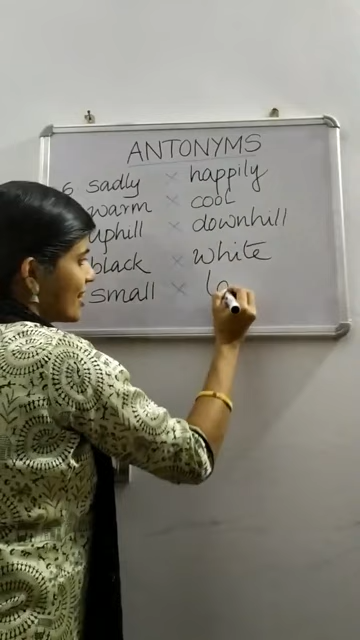 ANTONYMS
6 sadly × happily
warm × cool
uphill × downhill
black × white
small ×